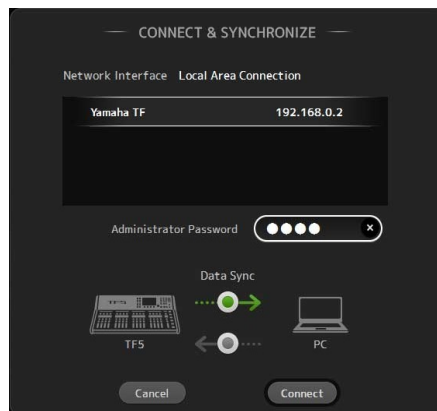 CONNECT & SYNCHRONIZE
Network Interface Local Area Connection
Yamaha TF 192.168.0.2
Administrator Password
Data Sync
TF5
TF5 PC
Cancel Connect